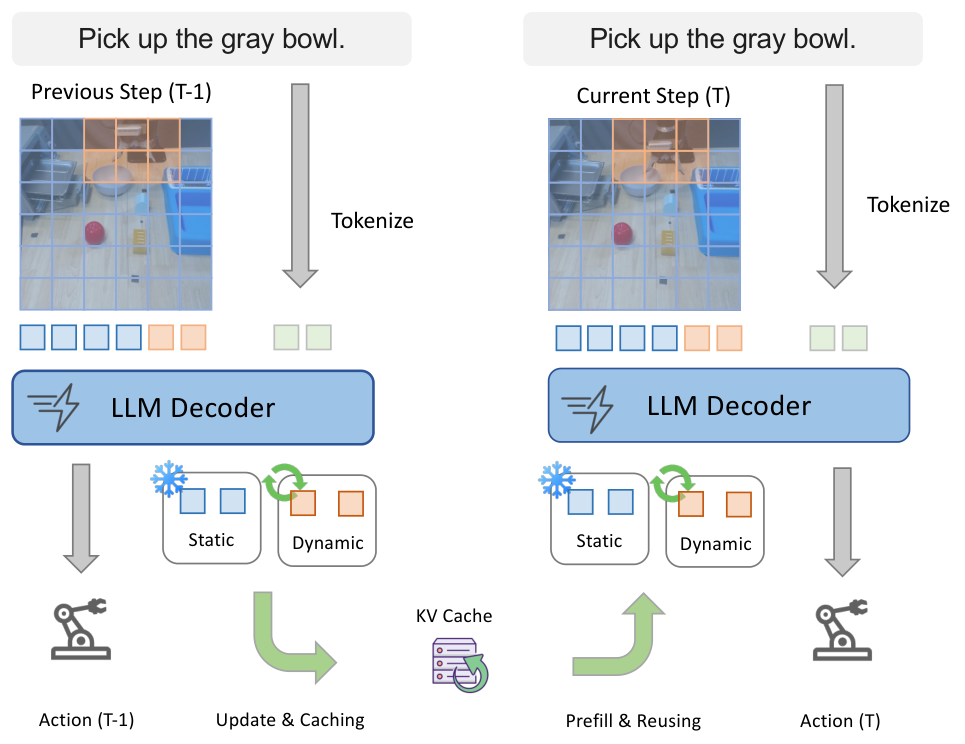 Pick up the gray bowl.
Pick up the gray bowl.
Previous Step (T-1)
Current Step (T)
Tokenize
Tokenize
LLM Decoder
LLM Decoder
Static
Dynamic
Static
Dynamic
KV Cache
Action (T-1)
Update & Caching
Prefill & Reusing
Action (T)